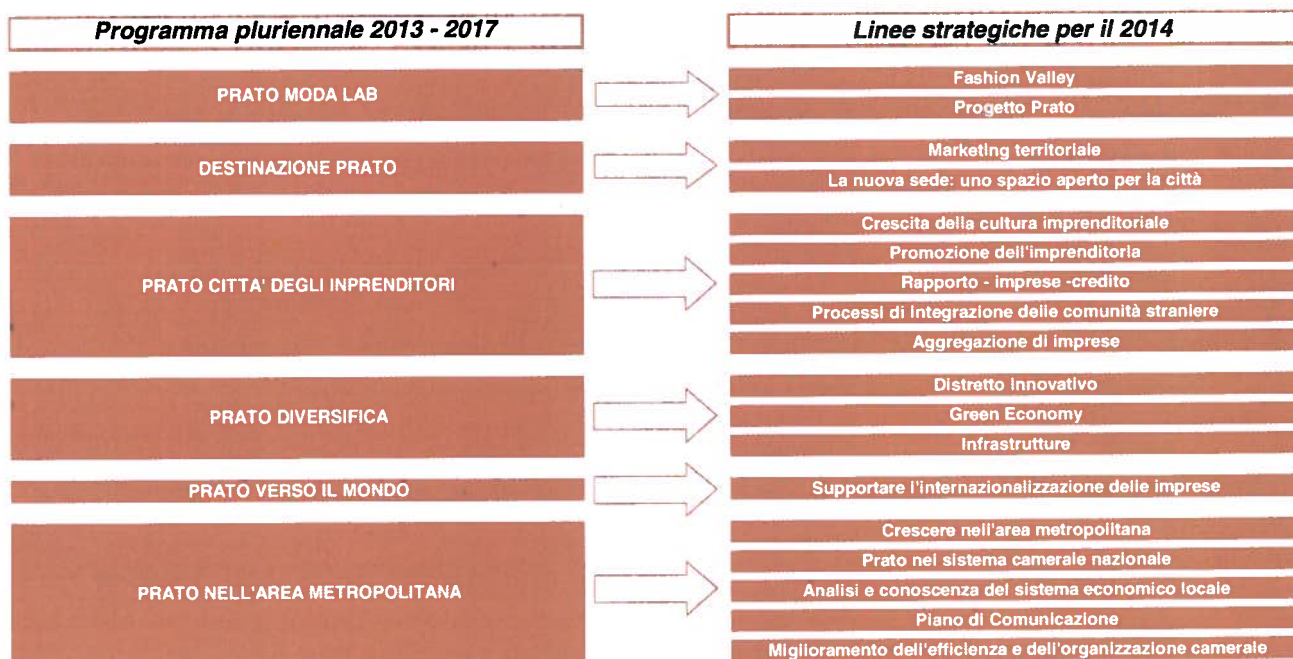 Programma pluriennale 2013 - 2017
Linee strategiche per il 2014
PRATO MODA LAB
Fashion Valley
Progetto Prato
DESTINAZIONE PRATO
Marketing territoriale
La nuova sede: uno spazio aperto per la città
PRATO CITTA' DEGLI INPRENDITORI
Crescita della cultura imprenditoriale
Promozione dell'imprenditoria
Rapporto - imprese -credito
Processi di integrazione delle comunità straniere
Aggregazione di imprese
PRATO DIVERSIFICA
Distretto Innovativo
Green Economy
Infrastrutture
PRATO VERSO IL MONDO
Supportare l'internazionalizzazione delle imprese
PRATO NELL'AREA METROPOLITANA
Crescere nell'area metropolitana
Prato nel sistema camerale nazionale
Analisi e conoscenza del sistema economico locale
Piano di Comunicazione
Miglioramento dell'efficienza e dell'organizzazione camerale